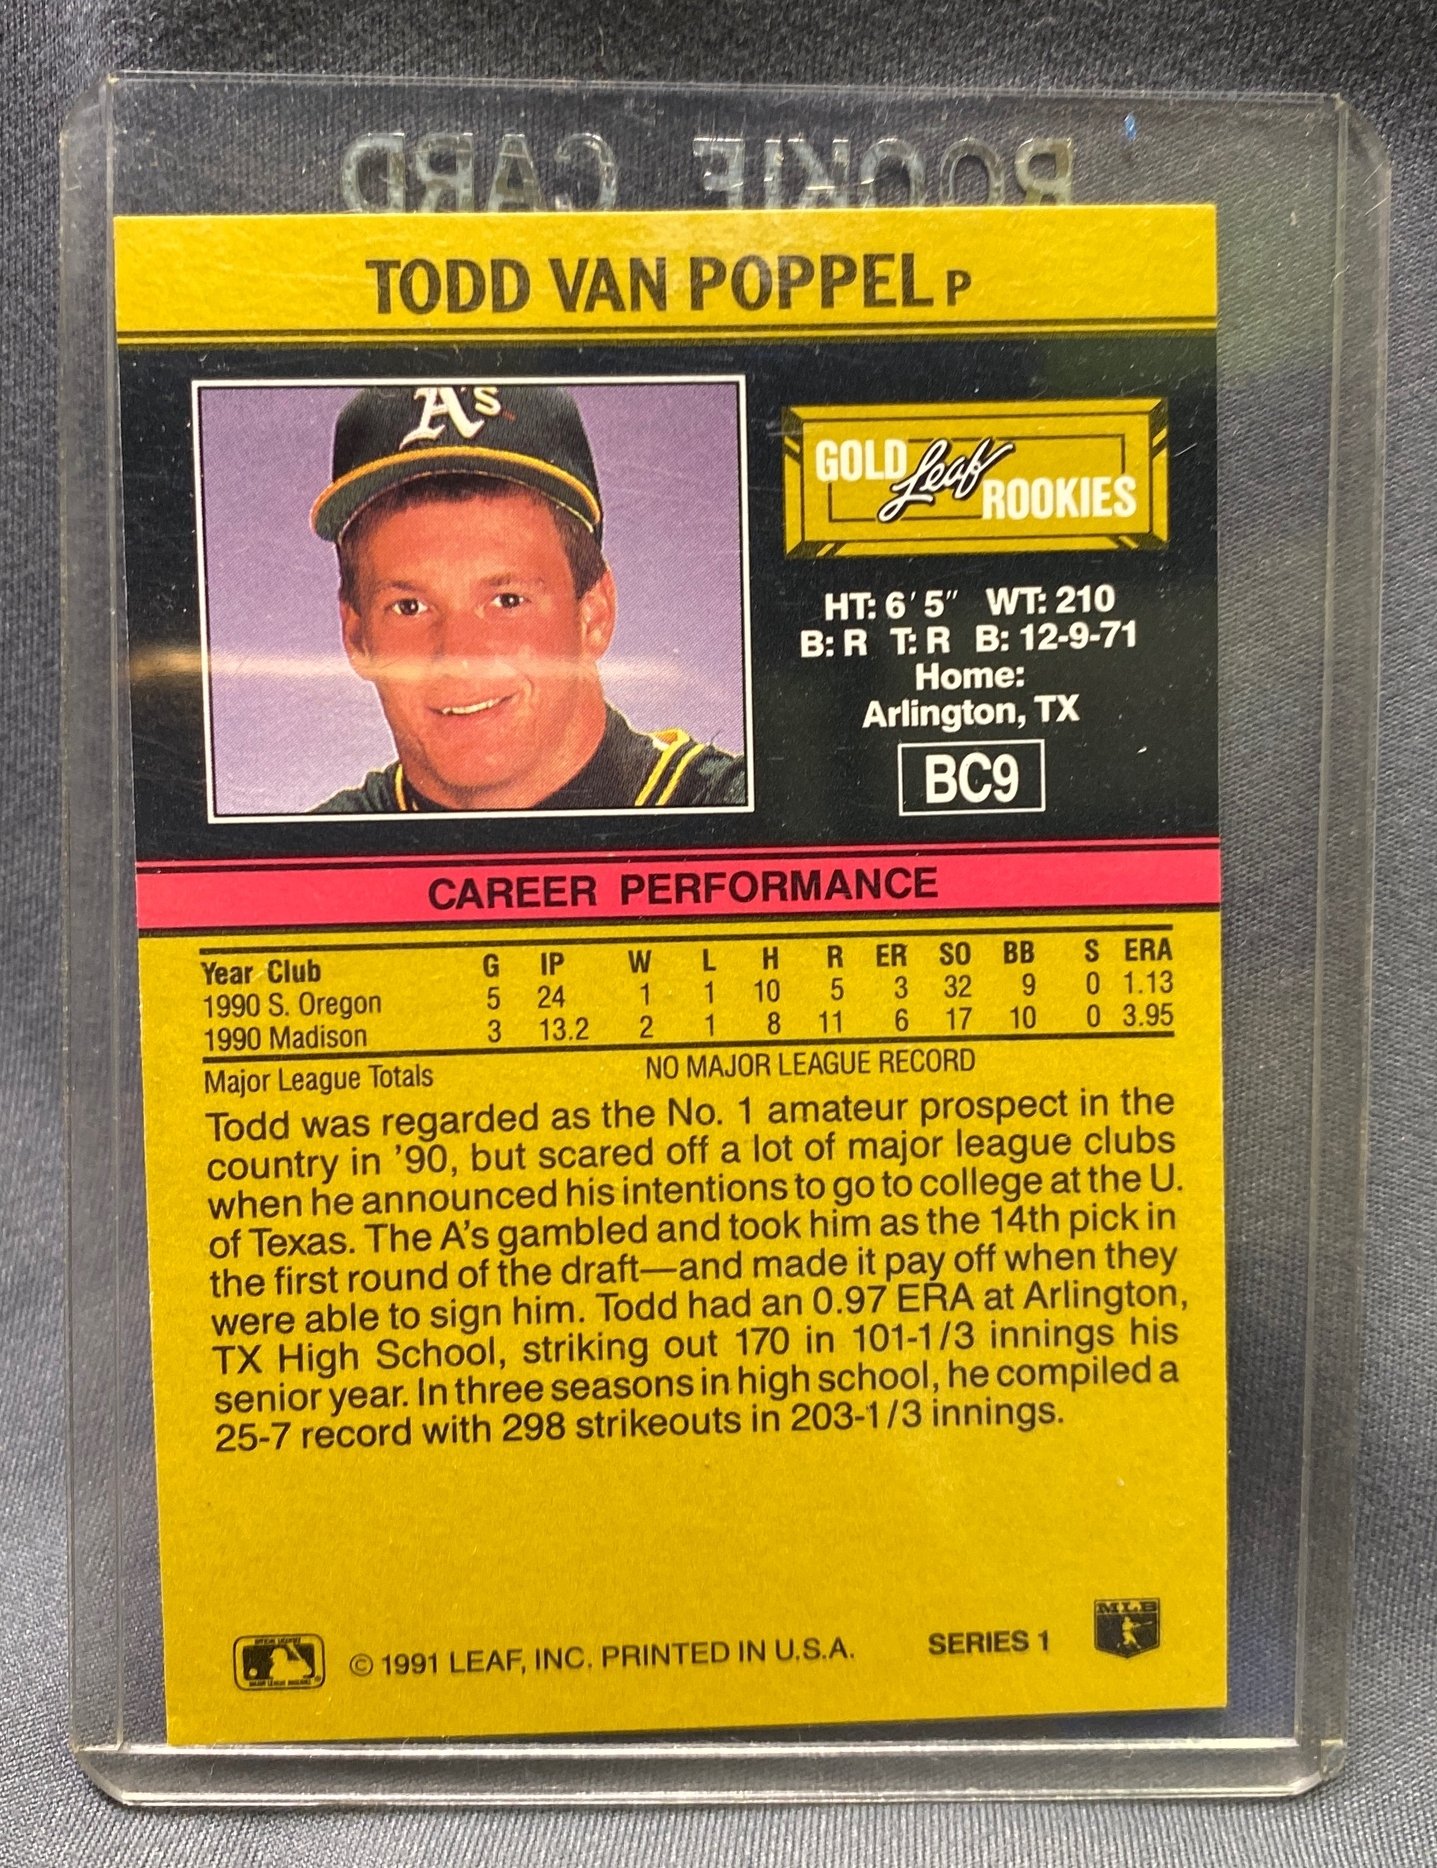 ROOKIE CARD
TODD VAN POPPEL P
A's
GOLD Leaf ROOKIES
HT: 6' 5" WT: 210
B: R T: R B: 12-9-71
Home:
Arlington, TX
BC9
CAREER PERFORMANCE
Year Club G IP W L H R ER SO BB S ERA
1990 S. Oregon 5 24 1 1 10 5 3 32 9 0 1.13
1990 Madison 3 13.2 2 1 8 11 6 17 10 0 3.95
Major League Totals NO MAJOR LEAGUE RECORD
Todd was regarded as the No. 1 amateur prospect in the
country in '90, but scared off a lot of major league clubs
when he announced his intentions to go to college at the U.
of Texas. The A's gambled and took him as the 14th pick in
the first round of the draft—and made it pay off when they
were able to sign him. Todd had an 0.97 ERA at Arlington,
TX High School, striking out 170 in 101-1/3 innings his
senior year. In three seasons in high school, he compiled a
25-7 record with 298 strikeouts in 203-1/3 innings.
© 1991 LEAF, INC. PRINTED IN U.S.A. SERIES 1
MLB